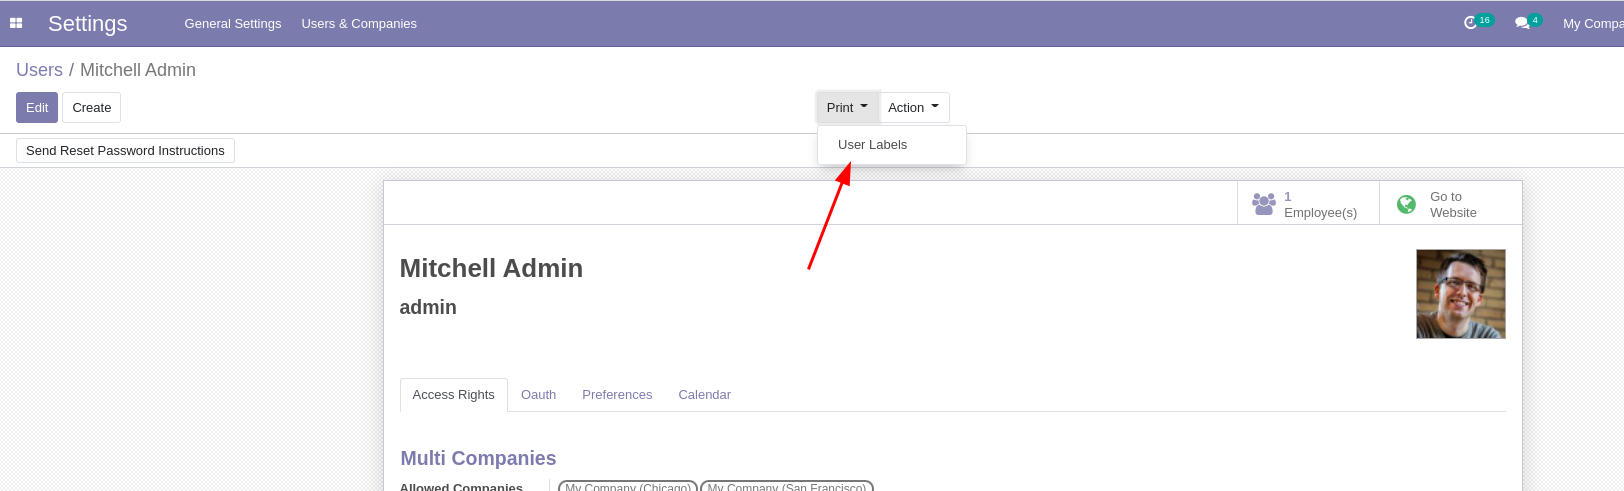 Settings General Settings Users & Companies 16 4 My Compa
Users / Mitchell Admin
Edit Create Print Action
User Labels
Send Reset Password Instructions
1
Employee(s)
Go to
Website
Mitchell Admin
admin
Access Rights Oauth Preferences Calendar
Multi Companies
Allowed Companies My Company (Chicago) My Company (San Francisco)